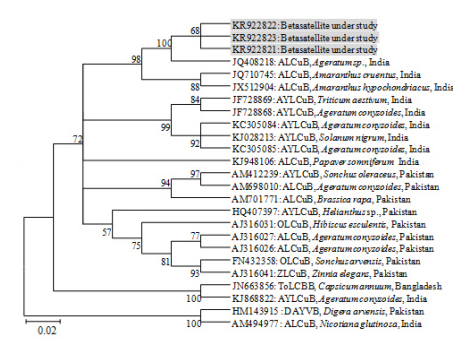 KR922822: Betasatellite under study
68
KR922823: Betasatellite under study
100
KR922821: Betasatellite under study
98
JQ408218: ALCuB, Ageratum sp., India
JQ710745: ALCuB, Amaranthus cruentus, India
88
JX512904: ALCuB, Amaranthus hypochondriacus, India
84
JF728869: AYLCuB, Triticum aestivum, India
JF728868: AYLCuB, Ageratum conyzoides, India
99
KC305084: AYLCuB, Ageratum conyzoides, India
72
KJ028213: AYLCuB, Solanum nigrum, India
92
KC305085: AYLCuB, Ageratum conyzoides, India
KJ948106: ALCuB, Papaver somniferum India
97
AM412239: AYLCuB, Sonchus oleraceus, Pakistan
94
AM698010: ALCuB, Ageratum conyzoides, Pakistan
AM701771: ALCuB, Brassica rapa, Pakistan
HQ407397: AYLCuB, Helianthus sp., Pakistan
57
AJ316031: OLCuB, Hibiscus esculentis, Pakistan
77
AJ316027: ALCuB, Ageratum conyzoides, Pakistan
75
AJ316026: ALCuB, Ageratum conyzoides, Pakistan
81
FN432358: OLCuB, Sonchus arvensis, Pakistan
93
AJ316041: ZLCuB, Zinnia elegans, Pakistan
JN663856: ToLCBB, Capsicum annuum, Bangladesh
100
KJ868822: AYLCuB, Ageratum conyzoides, India
HM143915: DAYVB, Digera arvensis, Pakistan
100
AM494977: ALCuB, Nicotiana glutinosa, India
0.02